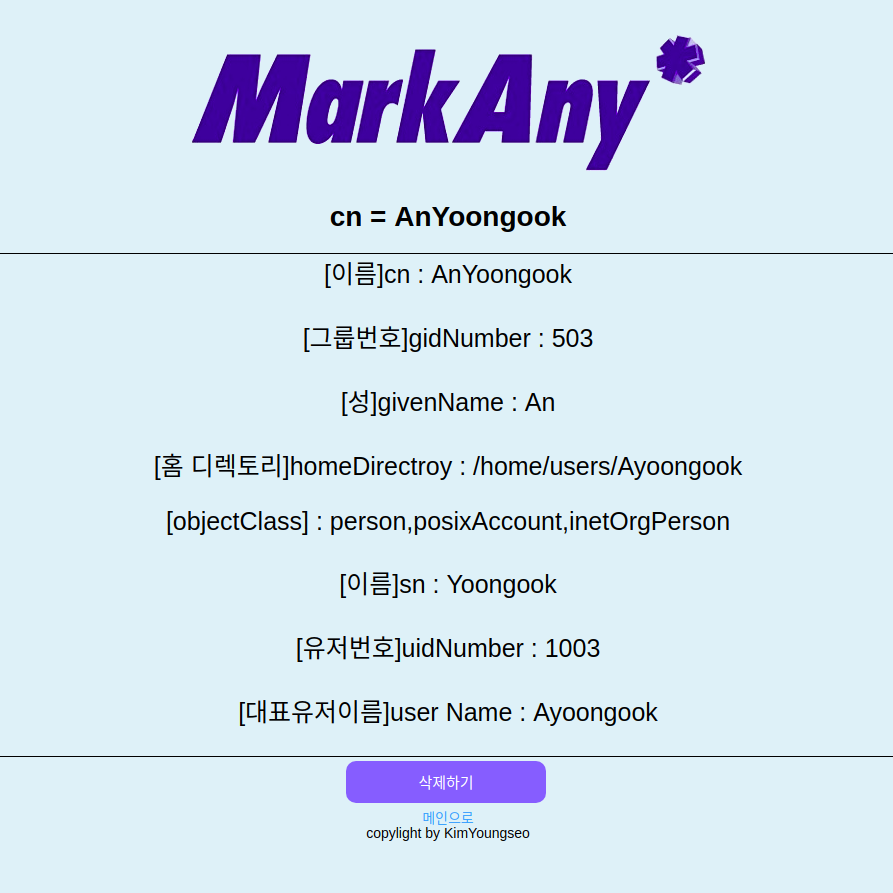 MarkAny
cn = AnYoongook
[이름]cn : AnYoongook
[그룹번호]gidNumber : 503
[성]givenName : An
[홈 디렉토리]homeDirectroy : /home/users/Ayoongook
[objectClass] : person,posixAccount,inetOrgPerson
[이름]sn : Yoongook
[유저번호]uidNumber : 1003
[대표유저이름]user Name : Ayoongook
삭제하기
메인으로
copylight by KimYoungseo